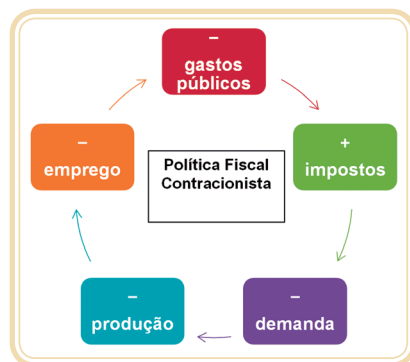 –
gastos
públicos
+
impostos
–
demanda
–
produção
–
emprego
Política Fiscal
Contracionista